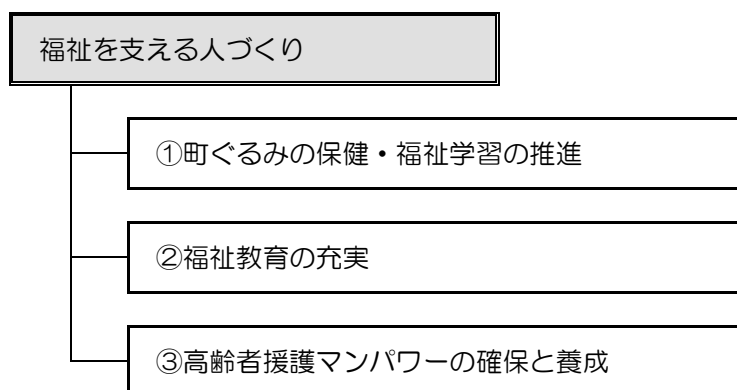 福祉を支える人づくり
①町ぐるみの保健・福祉学習の推進
②福祉教育の充実
③高齢者援護マンパワーの確保と養成